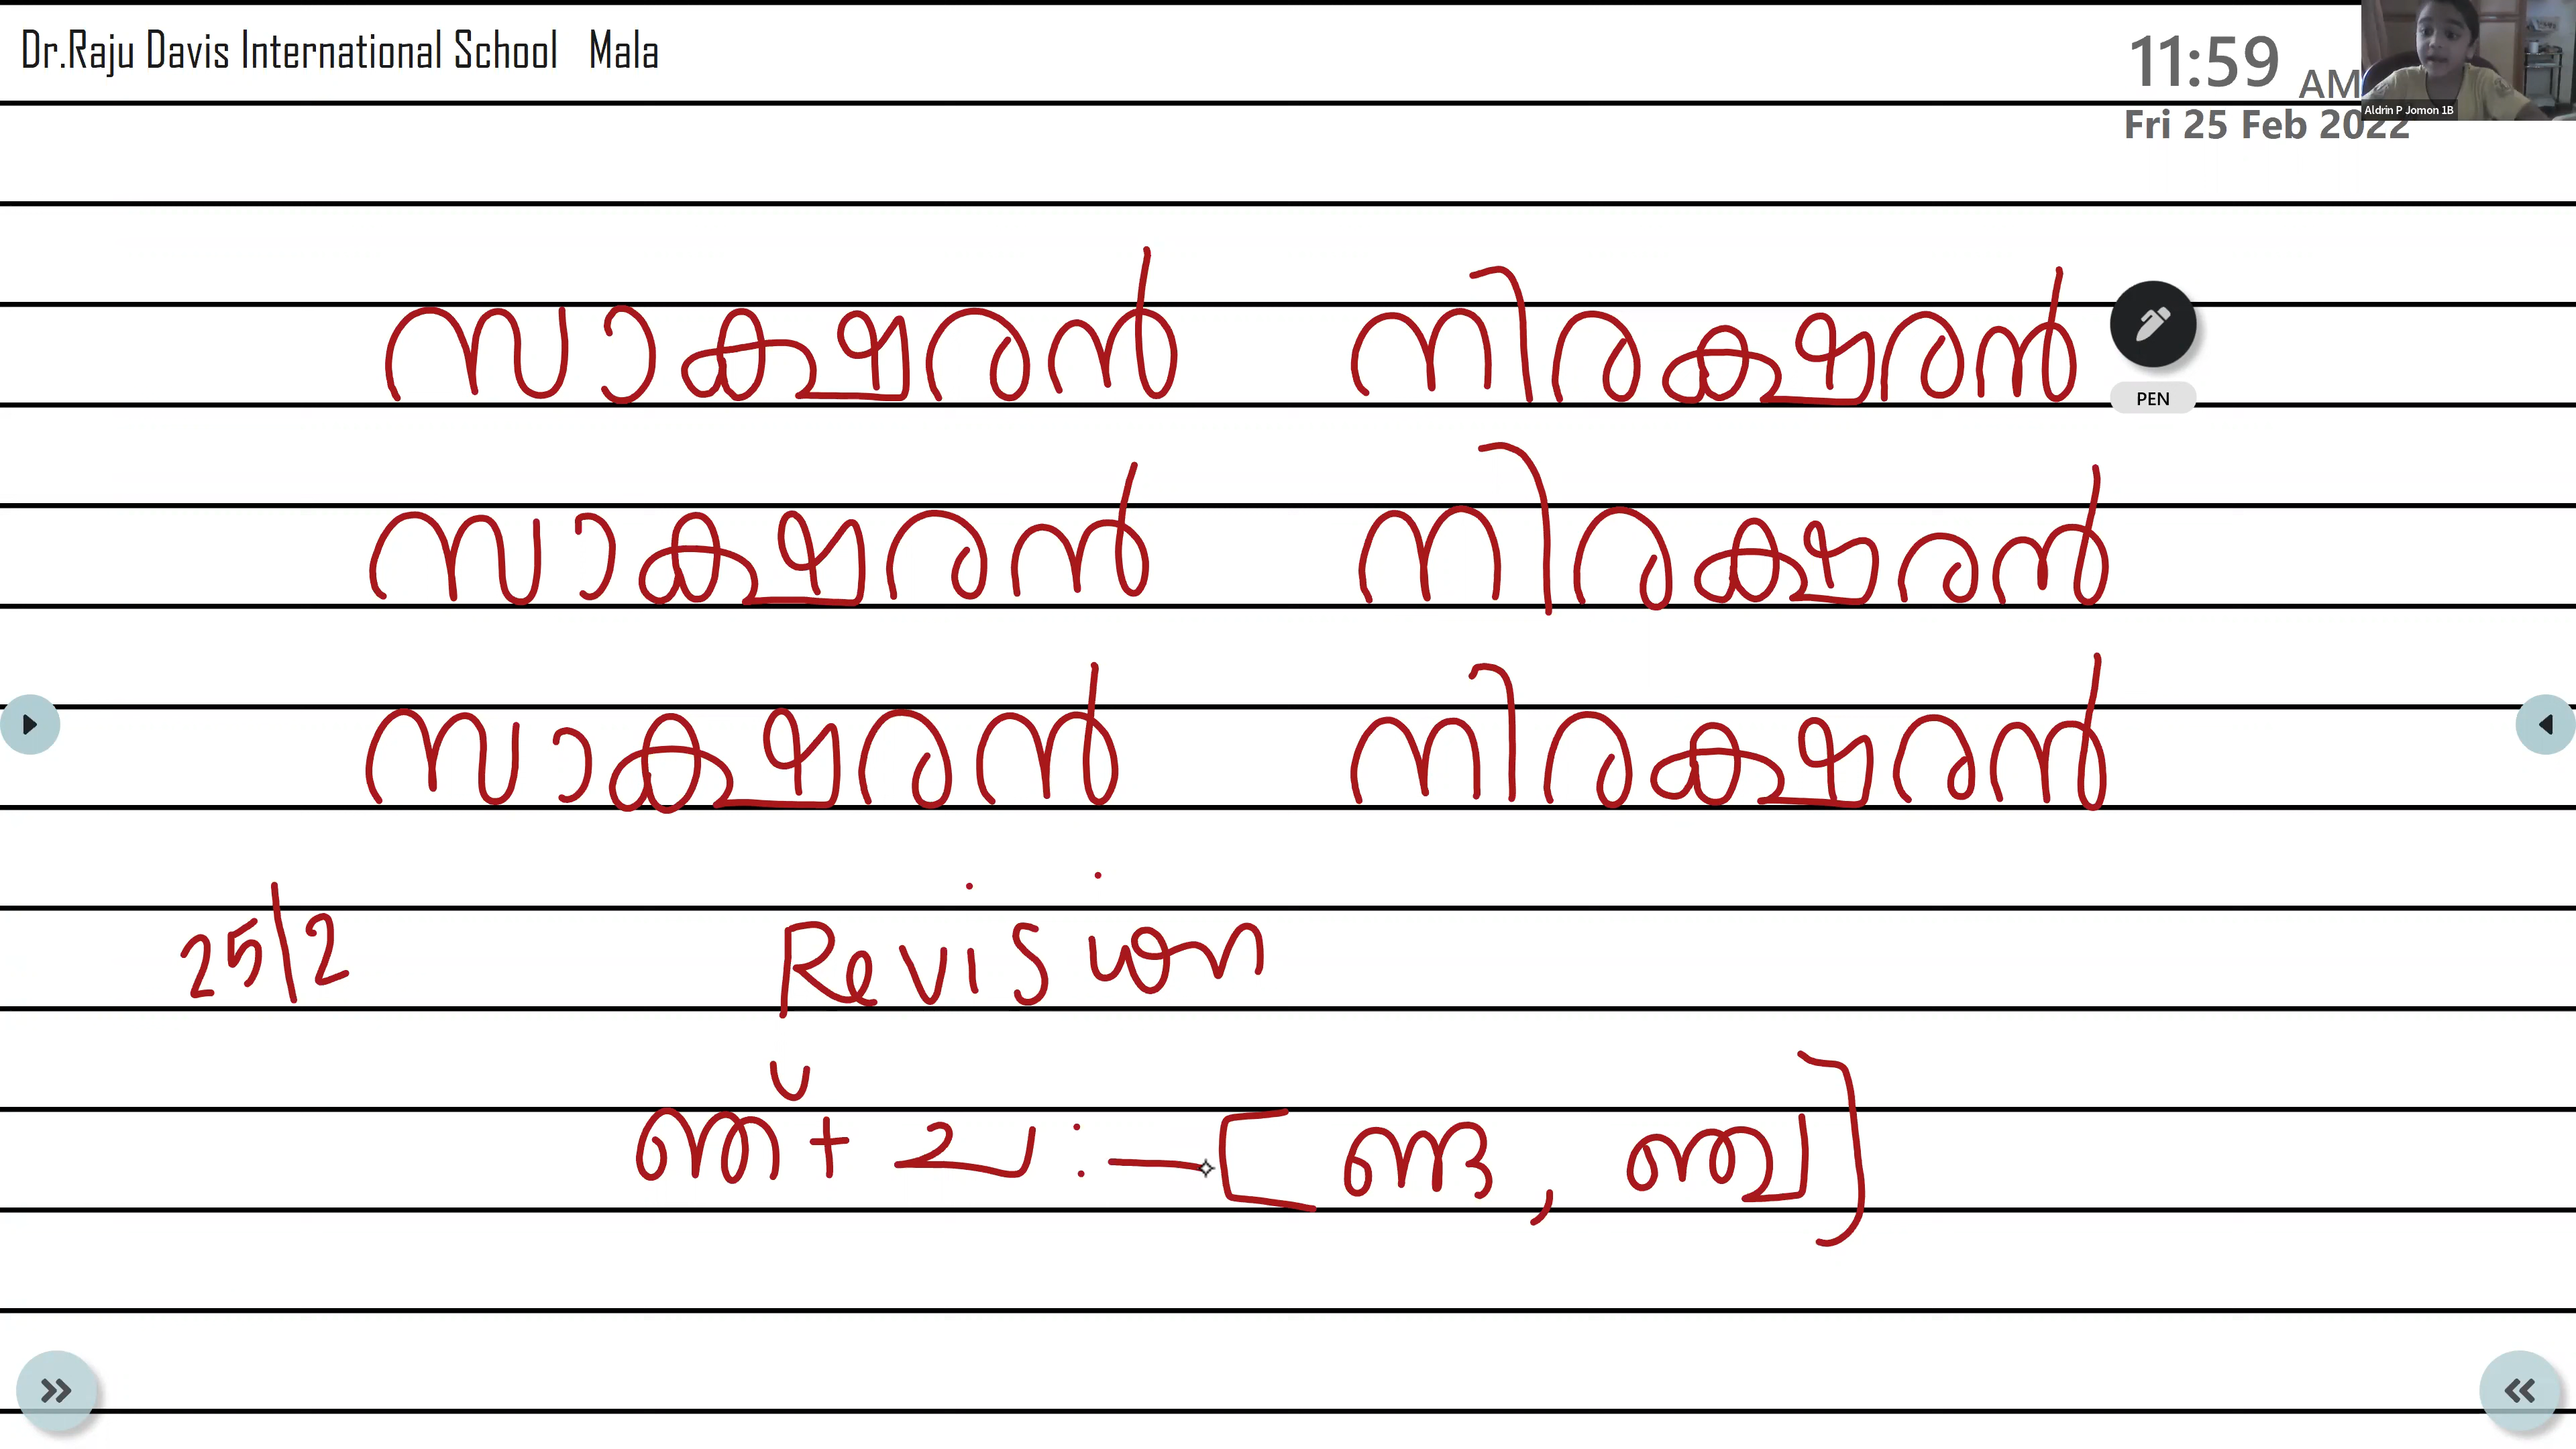 Dr.Raju Davis International School Mala
11:59 AM
Aldrin P Jomon 1B
Fri 25 Feb 2022
സാക്ഷരൻ നിരക്ഷരൻ
PEN
സാക്ഷരൻ നിരക്ഷരൻ
സാക്ഷരൻ നിരക്ഷരൻ
25/2 Revision